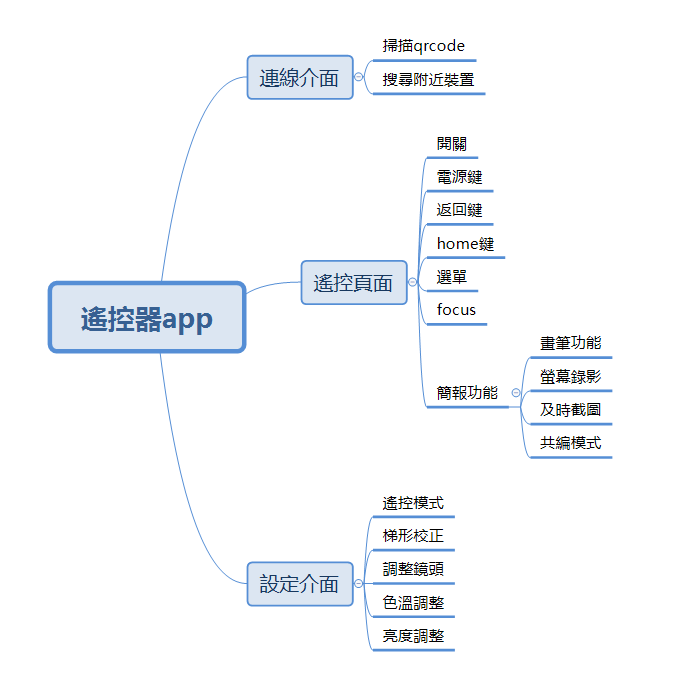 遙控器app
連線介面
掃描qrcode
搜尋附近裝置
遙控頁面
開關
電源鍵
返回鍵
home鍵
選單
focus
簡報功能
畫筆功能
螢幕錄影
及時截圖
共編模式
設定介面
遙控模式
梯形校正
調整鏡頭
色溫調整
亮度調整